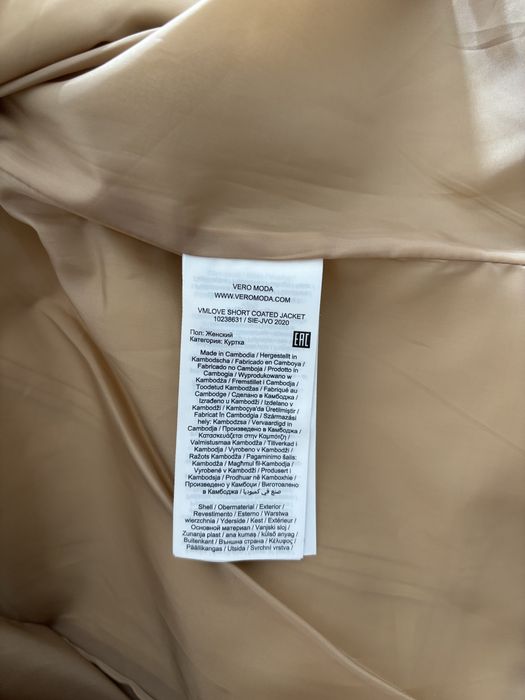 VERO MODA
WWW.VEROMODA.COM
VMLOVE SHORT COATED JACKET
10238631 / SIE-JVO 2020
Пол: Женский
Категория: Куртка
EAC
Made in Cambodia / Hergestellt in
Kambodscha / Fabricado en Camboya
Fabricado no Camboja / Prodotto in
Cambogia / Wyprodukowano w
Kambodża / Fremstillet i Cambodja /
Toodetud Kambodžas / Fabriqué au
Cambodge / Сделано в Камбоджа /
Izrađeno u Kambodži / Izdelano v
Kambodži / Kamboçya'da Üretilmiştir /
Fabricat în Cambodgia / Származási
hely: Kambodzsa / Vervaardigd in
Cambodja / Произведено в Камбоджа /
Κατασκευάζεται στην Καμπότζη /
Valmistusmaa Kambodža / Tillverkad i
Kambodja / Vyrobeno v Kambodži /
Ražots Kambodža / Pagaminimo šalis:
Kambodža / Magħmul fil-Kambodja /
Vyrobené v Kambodži / Produsert i
Kambodsja / Prodhuar në Kamboxhie /
Произведено у Камбоџи / Виготовлено
в Камбоджа / صنع في كمبوديا
Shell / Obermaterial / Exterior /
Revestimento / Esterno / Warstwa
wierzchnia / Yderside / Kest / Extérieur /
Основной материал / Vanjski sloj /
Zunanja plast / ana kumaş / külső anyag /
Buitenkant / Външна страна / Κέλυφος /
Päällikangas / Utsida / Svrchní vrstva /